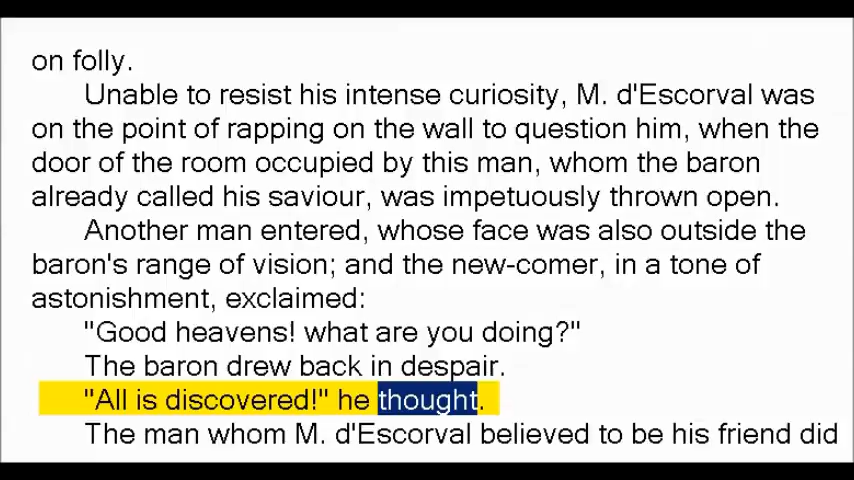 on folly.
Unable to resist his intense curiosity, M. d'Escorval was
on the point of rapping on the wall to question him, when the
door of the room occupied by this man, whom the baron
already called his saviour, was impetuously thrown open.
Another man entered, whose face was also outside the
baron's range of vision; and the new-comer, in a tone of
astonishment, exclaimed:
"Good heavens! what are you doing?"
The baron drew back in despair.
"All is discovered!" he thought.
The man whom M. d'Escorval believed to be his friend did